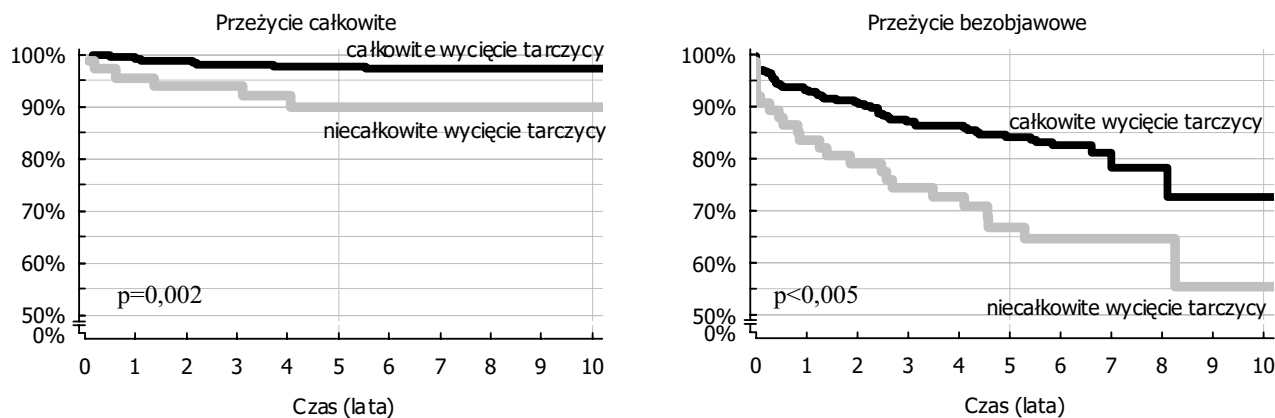 Przeżycie całkowite
100%
90%
80%
70%
60%
50%
0%
całkowite wycięcie tarczycy
niecałkowite wycięcie tarczycy
p=0,002
0 1 2 3 4 5 6 7 8 9 10
Czas (lata)
Przeżycie bezobjawowe
100%
90%
80%
70%
60%
50%
0%
całkowite wycięcie tarczycy
p<0,005
niecałkowite wycięcie tarczycy
0 1 2 3 4 5 6 7 8 9 10
Czas (lata)